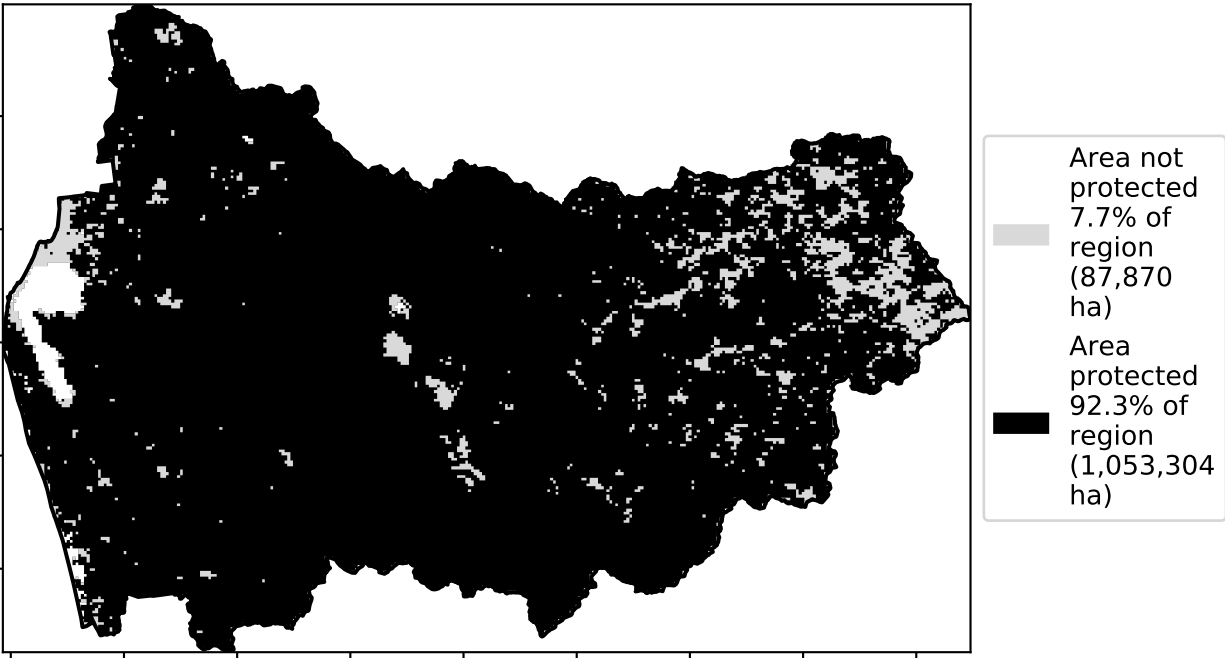 Area not
protected
7.7% of
region
(87,870
ha)
Area
protected
92.3% of
region
(1,053,304
ha)